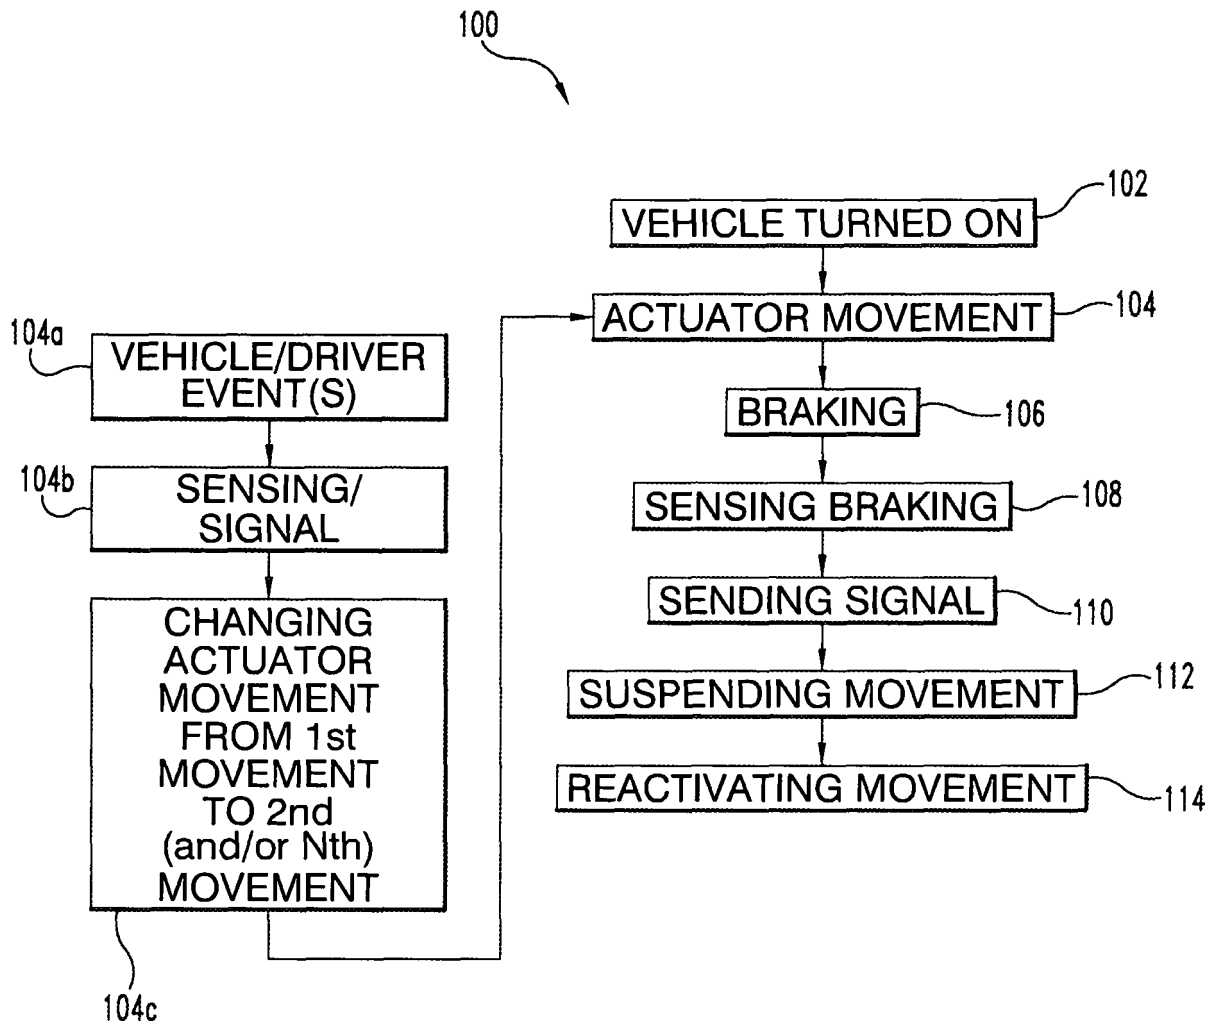 100
102
VEHICLE TURNED ON
104
ACTUATOR MOVEMENT
104a
VEHICLE/DRIVER
EVENT(S)
BRAKING
106
104b
SENSING/
SIGNAL
SENSING BRAKING
108
SENDING SIGNAL
110
CHANGING
ACTUATOR
MOVEMENT
FROM 1st
MOVEMENT
TO 2nd
(and/or Nth)
MOVEMENT
104c
SUSPENDING MOVEMENT
112
REACTIVATING MOVEMENT
114